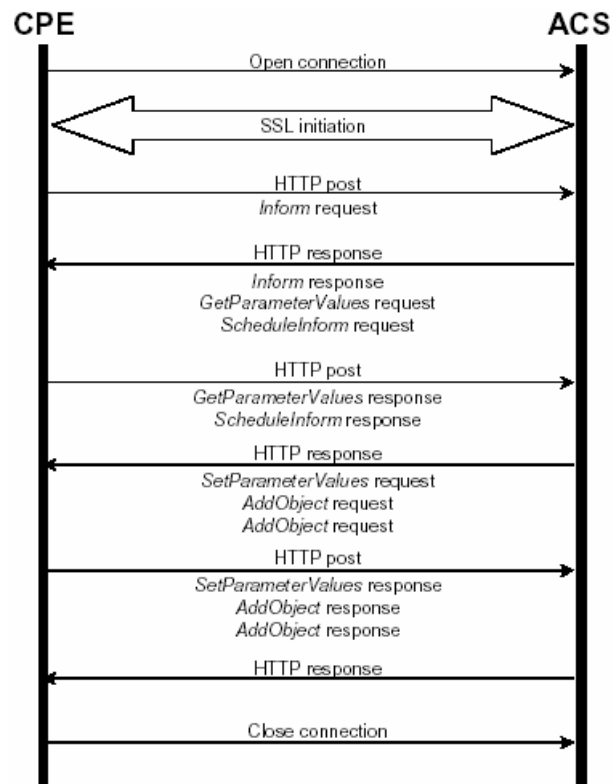 CPE ACS
Open connection
SSL initiation
HTTP post
Inform request
HTTP response
Inform response
GetParameterValues request
ScheduleInform request
HTTP post
GetParameterValues response
ScheduleInform response
HTTP response
SetParameterValues request
AddObject request
AddObject request
HTTP post
SetParameterValues response
AddObject response
AddObject response
HTTP response
Close connection